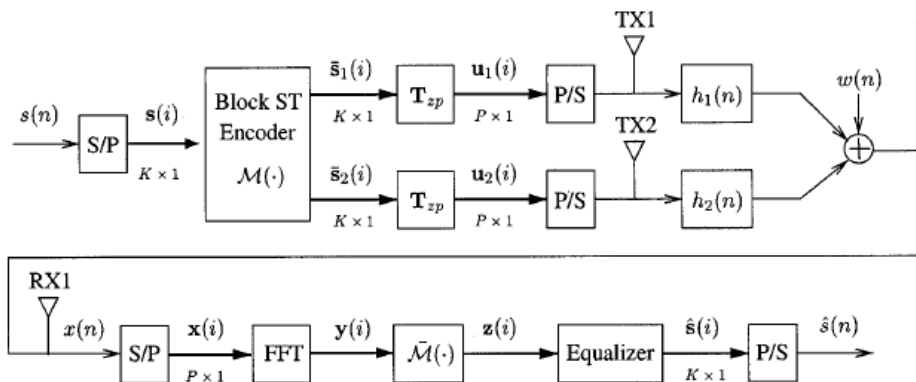 TX1
s̄₁(i) u₁(i)
Block ST Encoder M(·)
T_zp P/S h₁(n) w(n)
s(n) s(i) K × 1 P × 1
S/P
TX2
K × 1 s̄₂(i) u₂(i) +
T_zp P/S h₂(n)
K × 1 P × 1
RX1
x(n) x(i) y(i) z(i) ŝ(i) ŝ(n)
S/P FFT M̄(·) Equalizer P/S
P × 1 K × 1